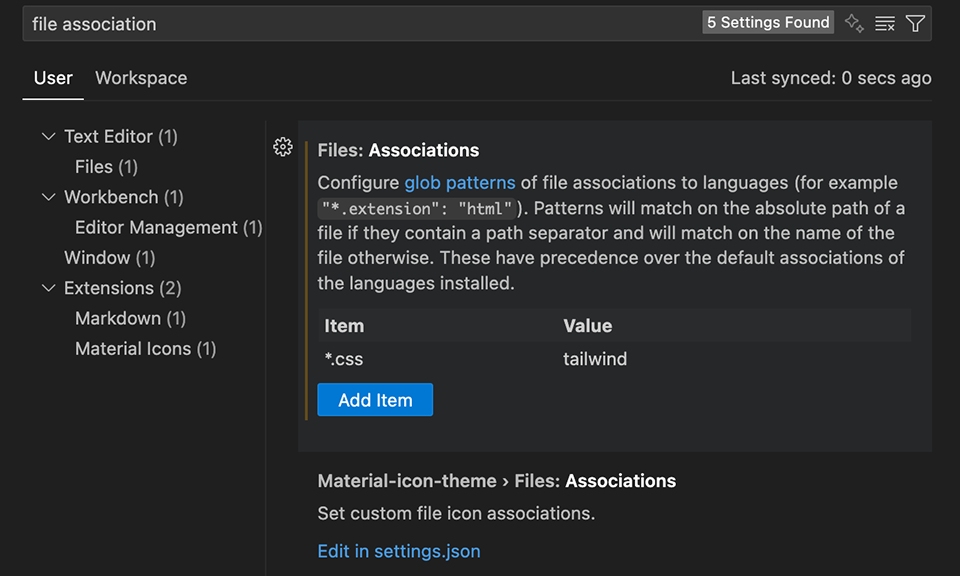 file association
5 Settings Found
User
Workspace
Last synced: 0 secs ago
Text Editor (1)
Files (1)
Workbench (1)
Editor Management (1)
Window (1)
Extensions (2)
Markdown (1)
Material Icons (1)
Files: Associations
Configure glob patterns of file associations to languages (for example
"*.extension": "html"). Patterns will match on the absolute path of a
file if they contain a path separator and will match on the name of the
file otherwise. These have precedence over the default associations of
the languages installed.
Item
Value
*.css
tailwind
Add Item
Material-icon-theme › Files: Associations
Set custom file icon associations.
Edit in settings.json